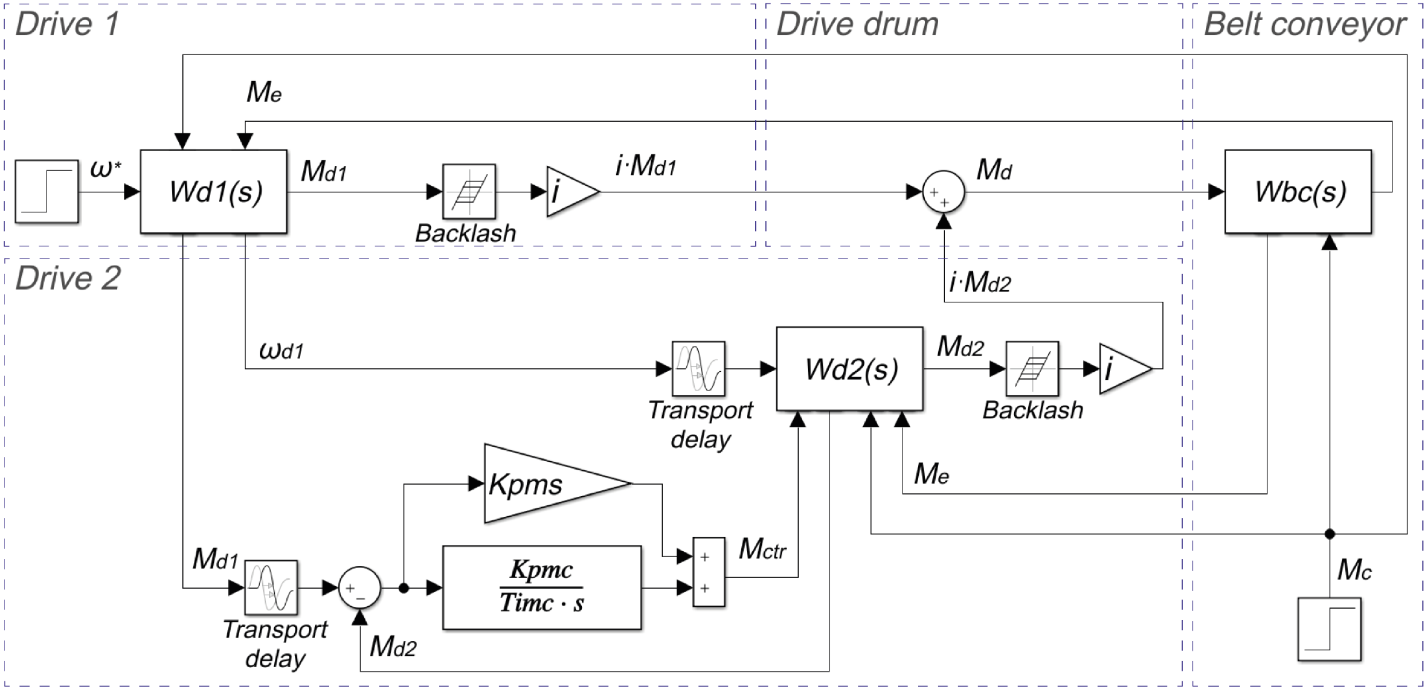 Drive 1
Drive drum
Belt conveyor
Me
ω*
Wd1(s)
Md1
Backlash
i
i·Md1
+
+
Md
Wbc(s)
Drive 2
i·Md2
ωd1
Transport
delay
Wd2(s)
Md2
Backlash
i
Me
Kpms
Md1
Transport
delay
+
−
Kpmc
Timc · s
+
+
Mctr
Md2
Mc